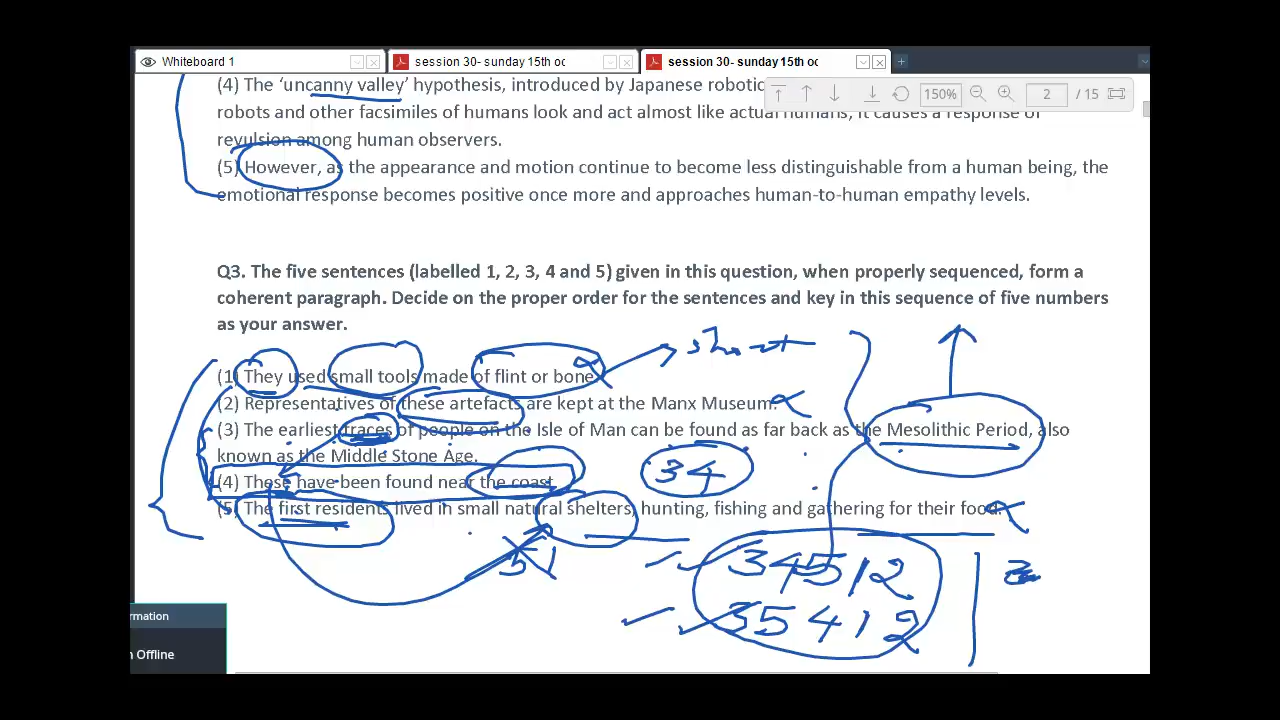 Whiteboard 1
session 30- sunday 15th oc
session 30- sunday 15th oc
150%
2
/ 15
(4) The ‘uncanny valley’ hypothesis, introduced by Japanese robotic
robots and other facsimiles of humans look and act almost like actual humans, it causes a response of
revulsion among human observers.
(5) However, as the appearance and motion continue to become less distinguishable from a human being, the
emotional response becomes positive once more and approaches human-to-human empathy levels.
Q3. The five sentences (labelled 1, 2, 3, 4 and 5) given in this question, when properly sequenced, form a
coherent paragraph. Decide on the proper order for the sentences and key in this sequence of five numbers
as your answer.
short
(1) They used small tools made of flint or bone.
(2) Representatives of these artefacts are kept at the Manx Museum.
(3) The earliest traces of people on the Isle of Man can be found as far back as the Mesolithic Period, also
known as the Middle Stone Age.
(4) These have been found near the coast.
34
(5) The first residents lived in small natural shelters, hunting, fishing and gathering for their food.
51
34512
35412
rmation
n Offline